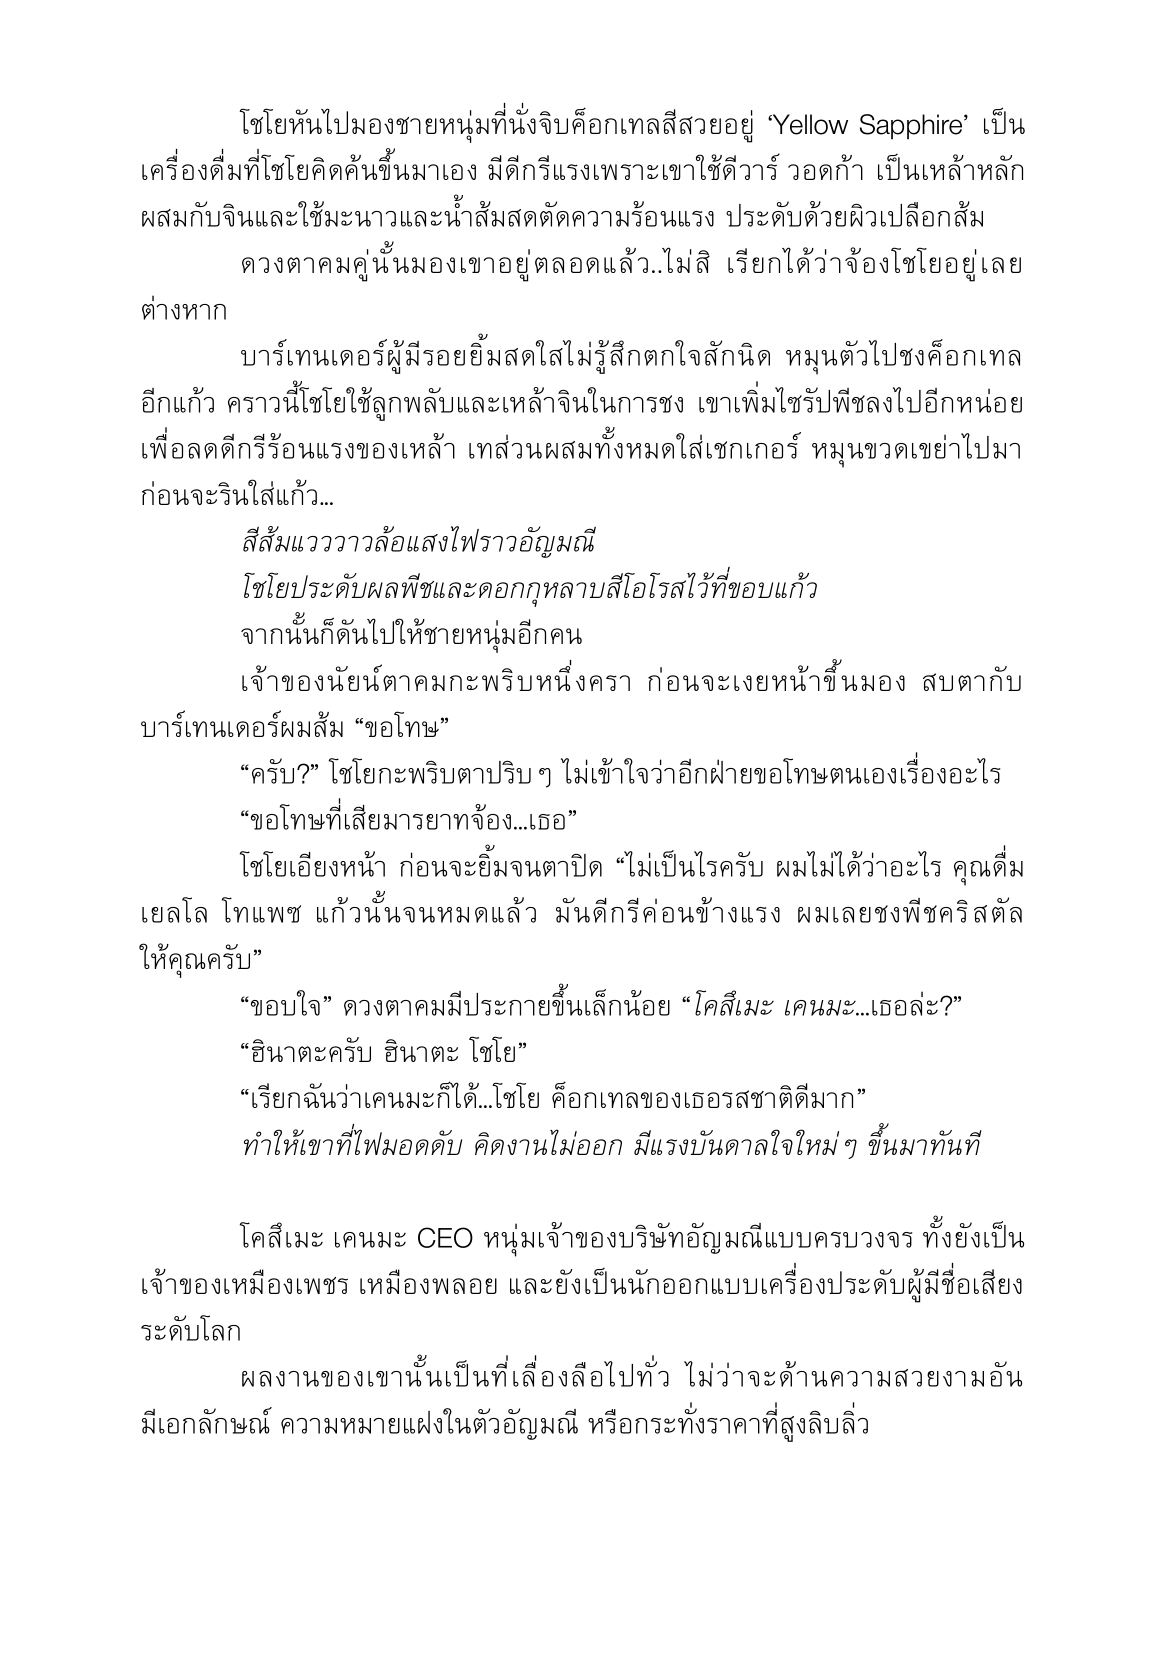 โชโยหันไปมองชายหนุ่มที่นั่งจิบค็อกเทลสีสวยอยู่ ‘Yellow Sapphire’ เป็น
เครื่องดื่มที่โชโยคิดค้นขึ้นมาเอง มีดีกรีแรงเพราะเขาใช้ดีวาร์ วอดก้า เป็นเหล้าหลัก
ผสมกับจินและใช้มะนาวและน้ำส้มสดตัดความร้อนแรง ประดับด้วยผิวเปลือกส้ม
ดวงตาคมคู่นั้นมองเขาอยู่ตลอดแล้ว..ไม่สิ เรียกได้ว่าจ้องโชโยอยู่เลย
ต่างหาก
บาร์เทนเดอร์ผู้มีรอยยิ้มสดใสไม่รู้สึกตกใจสักนิด หมุนตัวไปชงค็อกเทล
อีกแก้ว คราวนี้โชโยใช้ลูกพลับและเหล้าจินในการชง เขาเพิ่มไซรัปพีชลงไปอีกหน่อย
เพื่อลดดีกรีร้อนแรงของเหล้า เทส่วนผสมทั้งหมดใส่เชกเกอร์ หมุนขวดเขย่าไปมา
ก่อนจะรินใส่แก้ว...
สีส้มแวววาวล้อแสงไฟราวอัญมณี
โชโยประดับผลพีชและดอกกุหลาบสีโอโรสไว้ที่ขอบแก้ว
จากนั้นก็ดันไปให้ชายหนุ่มอีกคน
เจ้าของนัยน์ตาคมกะพริบหนึ่งครา ก่อนจะเงยหน้าขึ้นมอง สบตากับ
บาร์เทนเดอร์ผมส้ม “ขอโทษ”
“ครับ?” โชโยกะพริบตาปริบๆ ไม่เข้าใจว่าอีกฝ่ายขอโทษตนเองเรื่องอะไร
“ขอโทษที่เสียมารยาทจ้อง...เธอ”
โชโยเอียงหน้า ก่อนจะยิ้มจนตาปิด “ไม่เป็นไรครับ ผมไม่ได้ว่าอะไร คุณดื่ม
เยลโล โทแพซ แก้วนั้นจนหมดแล้ว มันดีกรีค่อนข้างแรง ผมเลยชงพีชคริสตัล
ให้คุณครับ”
“ขอบใจ” ดวงตาคมมีประกายขึ้นเล็กน้อย “โคสึเมะ เคนมะ...เธอล่ะ?”
“ฮินาตะครับ ฮินาตะ โชโย”
“เรียกฉันว่าเคนมะก็ได้...โชโย ค็อกเทลของเธอรสชาติดีมาก”
ทำให้เขาที่ไฟมอดดับ คิดงานไม่ออก มีแรงบันดาลใจใหม่ๆ ขึ้นมาทันที
โคสึเมะ เคนมะ CEO หนุ่มเจ้าของบริษัทอัญมณีแบบครบวงจร ทั้งยังเป็น
เจ้าของเหมืองเพชร เหมืองพลอย และยังเป็นนักออกแบบเครื่องประดับผู้มีชื่อเสียง
ระดับโลก
ผลงานของเขานั้นเป็นที่เลื่องลือไปทั่ว ไม่ว่าจะด้านความสวยงามอัน
มีเอกลักษณ์ ความหมายแฝงในตัวอัญมณี หรือกระทั่งราคาที่สูงลิบลิ่ว